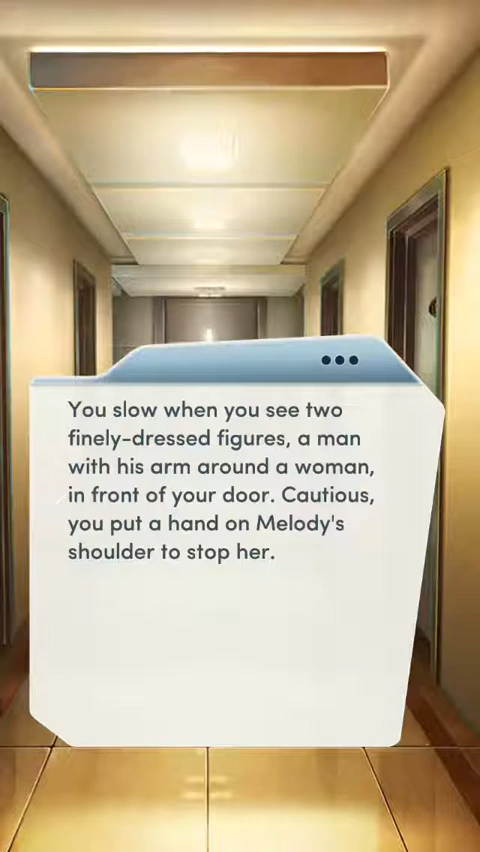 You slow when you see two
finely-dressed figures, a man
with his arm around a woman,
in front of your door. Cautious,
you put a hand on Melody's
shoulder to stop her.